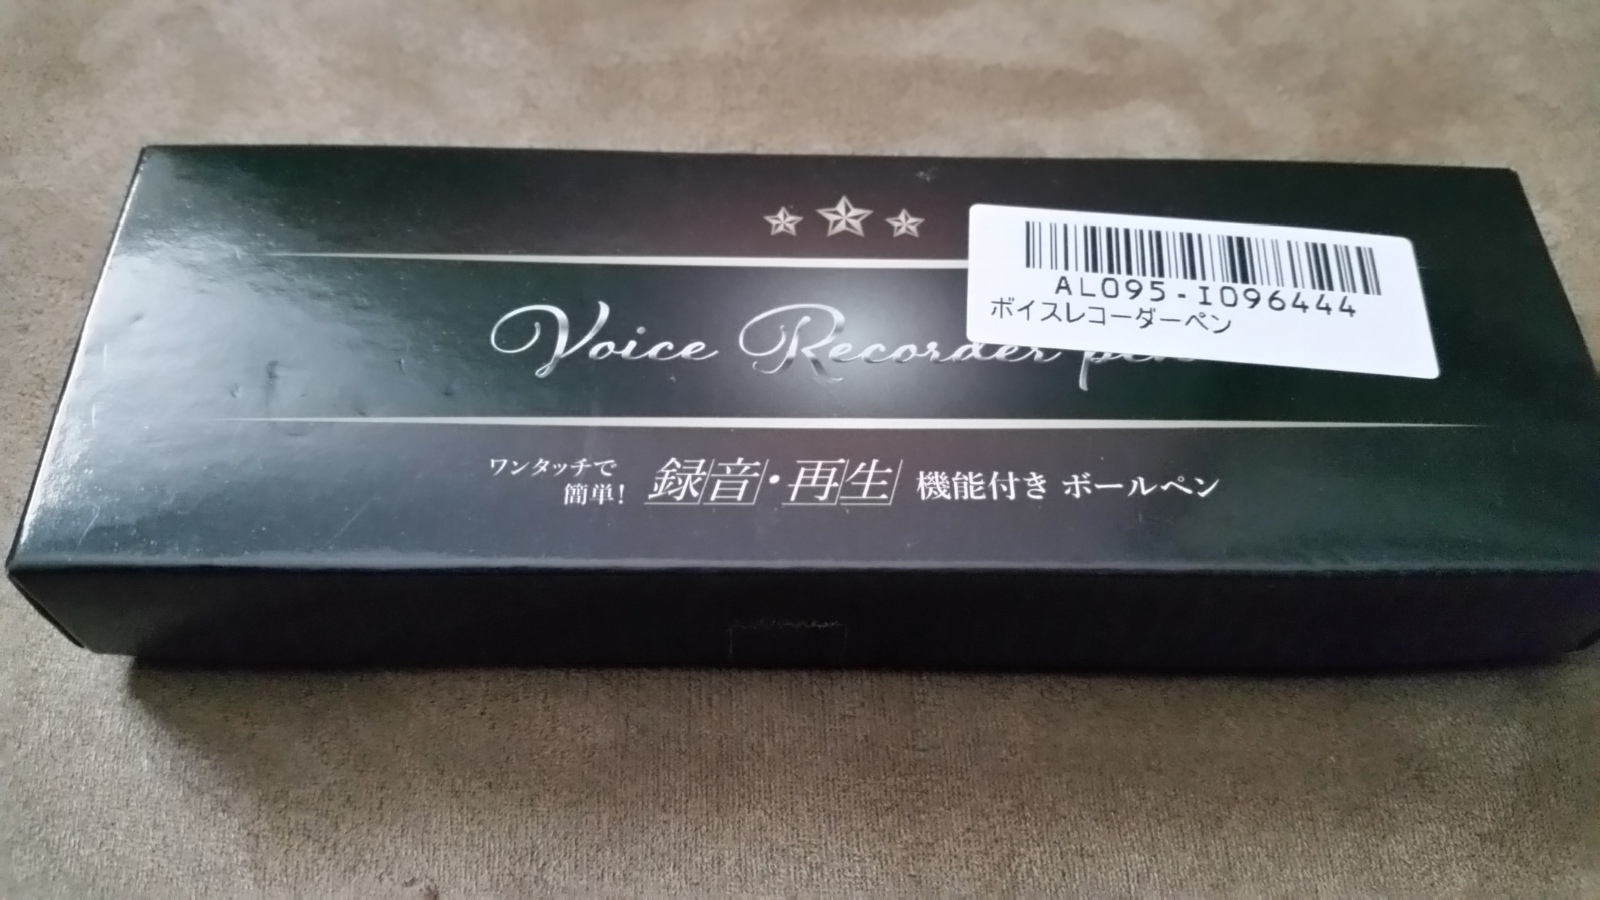 AL095-I096444
ボイスレコーダーペン
Voice Recorder pen
ワンタッチで
簡単! 録音・再生 機能付き ボールペン